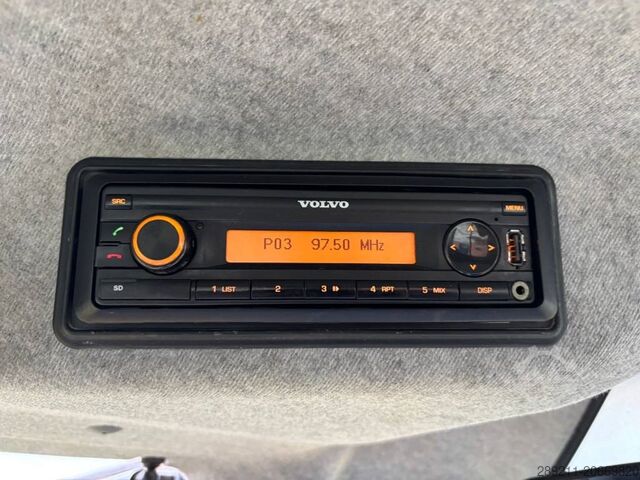 SRC
VOLVO
MENU
P03 97.50 MHz
SD
1 LIST
2
3
4 RPT
5 MIX
DISP